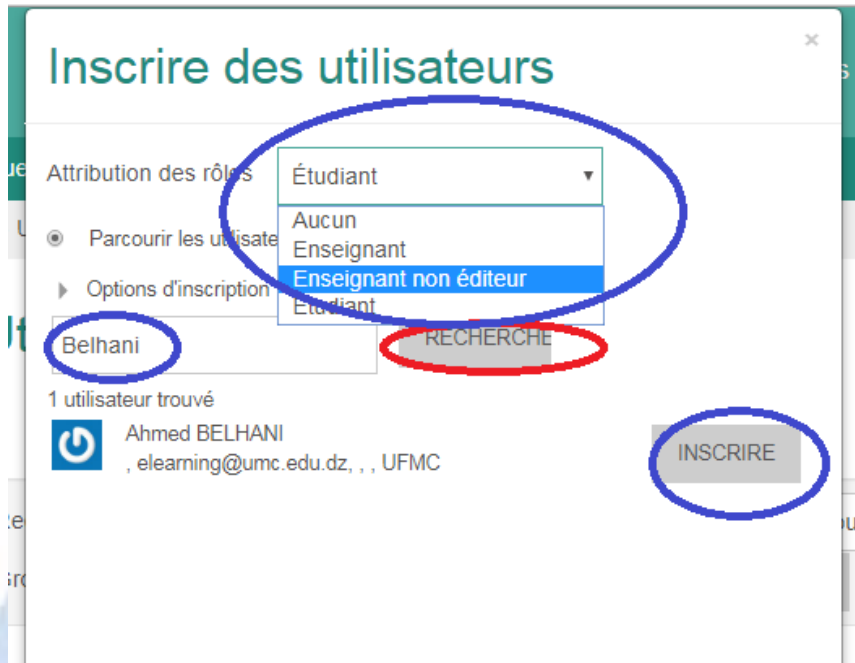 Inscrire des utilisateurs
×
Attribution des rôles Étudiant
Aucun
Parcourir les utilisate
Enseignant
Enseignant non éditeur
Options d'inscription
Étudiant
Belhani RECHERCHE
1 utilisateur trouvé
Ahmed BELHANI
, elearning@umc.edu.dz, , , UFMC
INSCRIRE